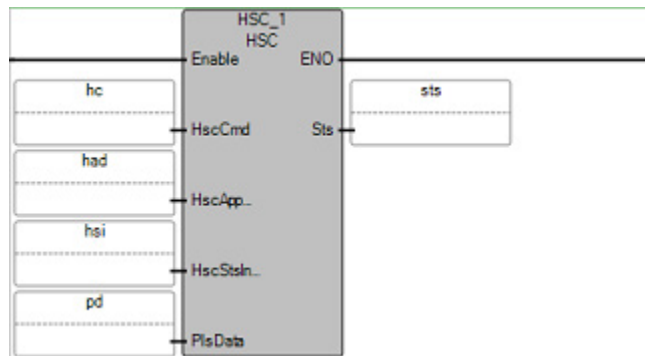 HSC_1
HSC
Enable ENO
hc sts
HscCmd Sts
had
HscApp...
hsi
HscStsIn...
pd
PlsData